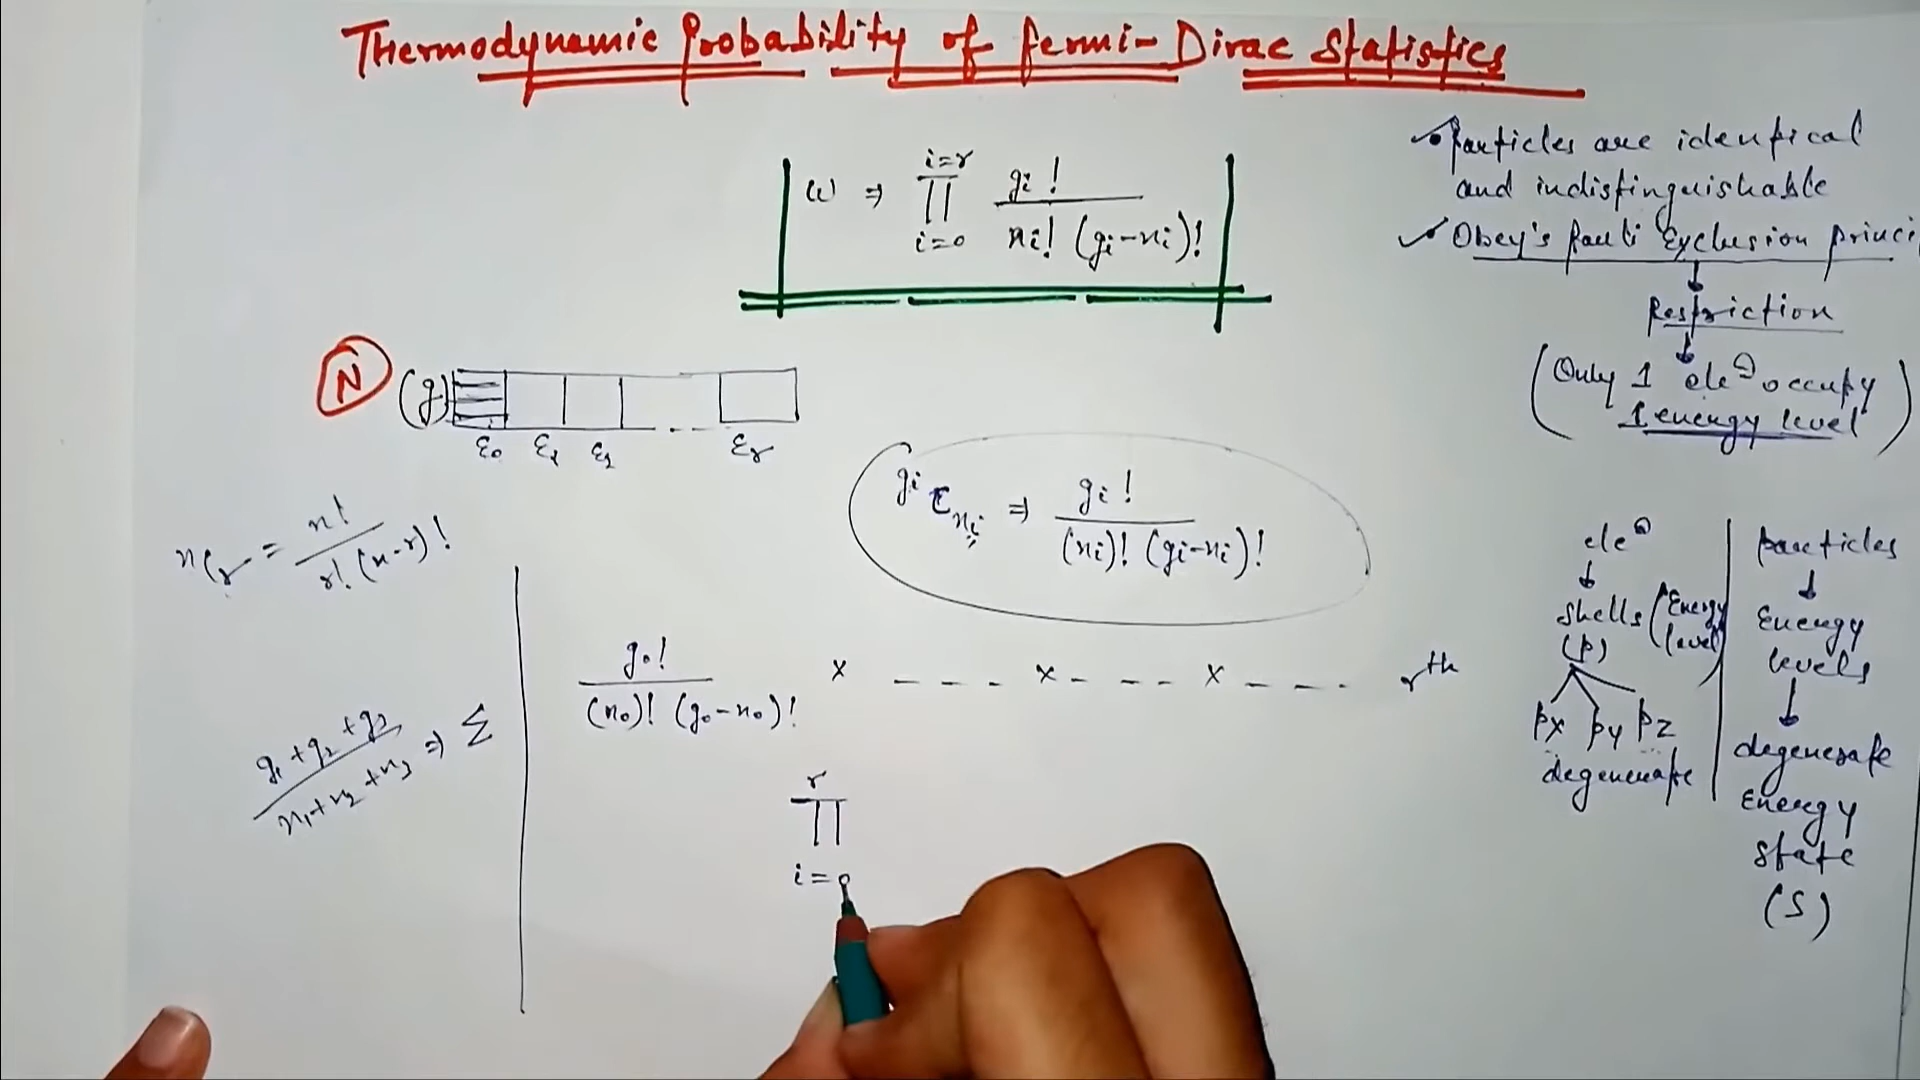 Thermodynamic Probability of Fermi-Dirac Statistics
ω ⇒ ∏ i=r i=0 gi! / ni! (gi-ni)!
• Particles are identical
and indistinguishable
Obey's Pauli Exclusion princi
Restriction
(Only 1 ele⊖ occupy
1 energy level)
N (g)
ε0 ε1 ε2 - - - εr
nCr = n! / r! (n-r)!
gi C ni ⇒ gi! / (ni)! (gi-ni)!
g0! / (n0)! (g0-n0)! × - - - - × - - - - × - - - - rth
g1+g2+g3 / n1+n2+n3 ⇒ Σ
r
∏
i=0
ele⊖
shells (Energy level)
(p)
px py pz
degenerate
particles
Energy
levels
degenerate
Energy
state
(S)